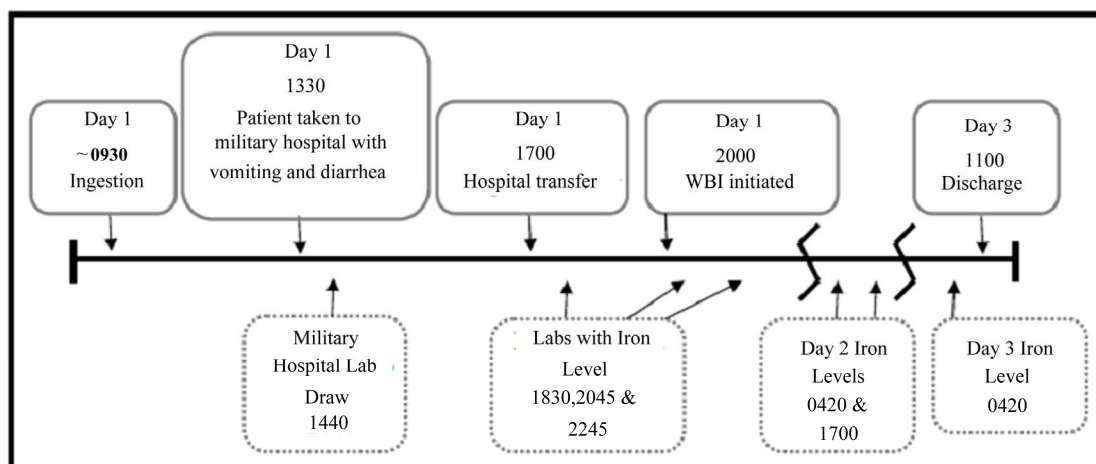 Day 1
~0930
Ingestion
Day 1
1330
Patient taken to
military hospital with
vomiting and diarrhea
Day 1
1700
Hospital transfer
Day 1
2000
WBI initiated
Day 3
1100
Discharge
Military
Hospital Lab
Draw
1440
Labs with Iron
Level
1830,2045 &
2245
Day 2 Iron
Levels
0420 &
1700
Day 3 Iron
Level
0420